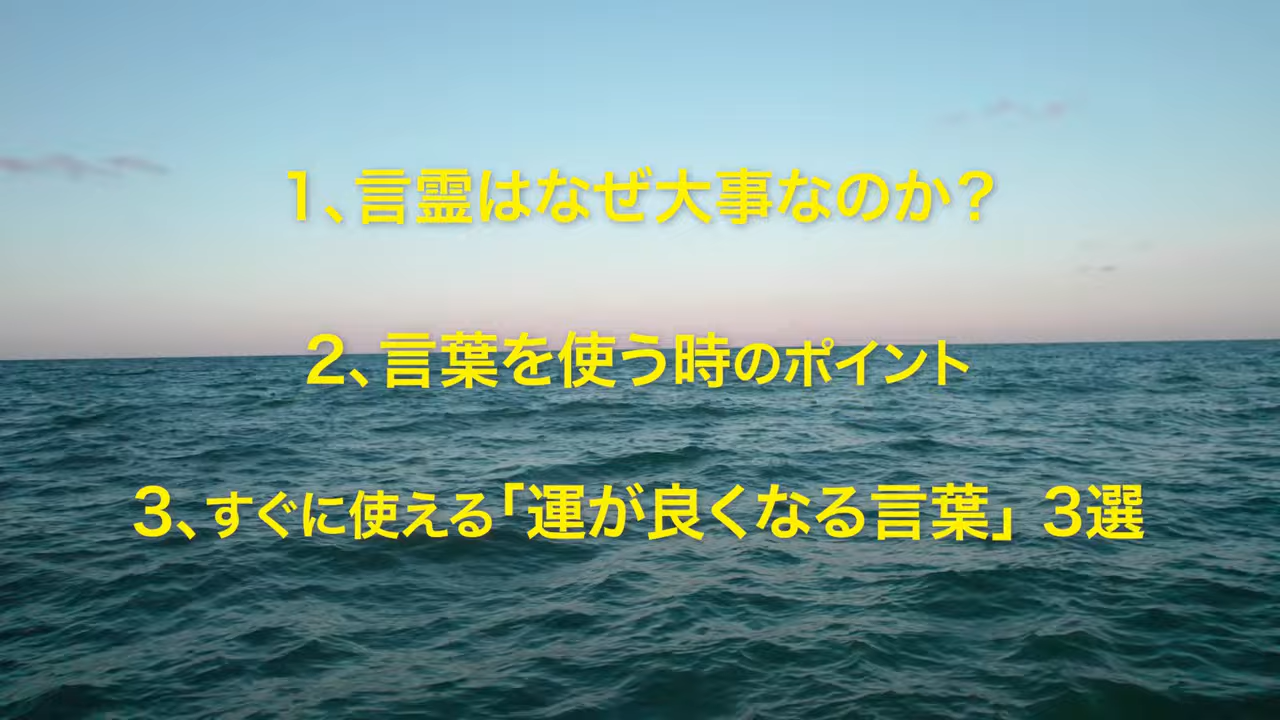 1、言霊はなぜ大事なのか？
2、言葉を使う時のポイント
3、すぐに使える「運が良くなる言葉」 3選